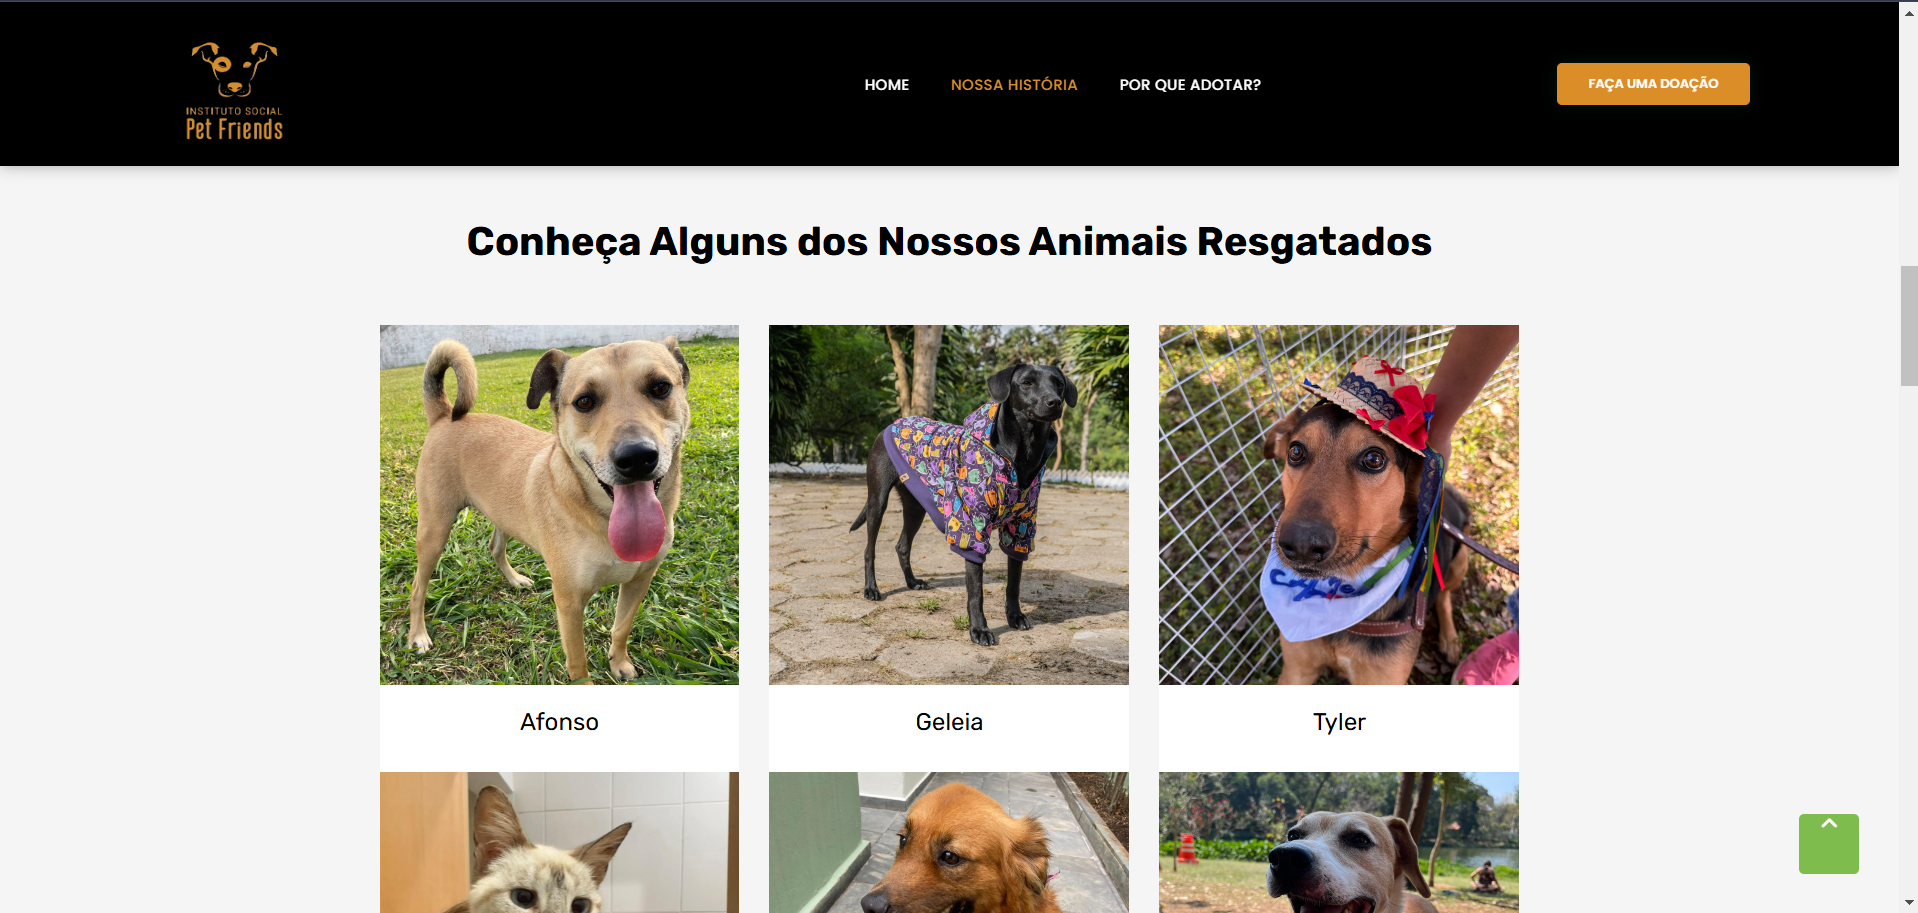 INSTITUTO SOCIAL
Pet Friends
HOME
NOSSA HISTÓRIA
POR QUE ADOTAR?
FAÇA UMA DOAÇÃO
Conheça Alguns dos Nossos Animais Resgatados
Afonso
Geleia
Tyler